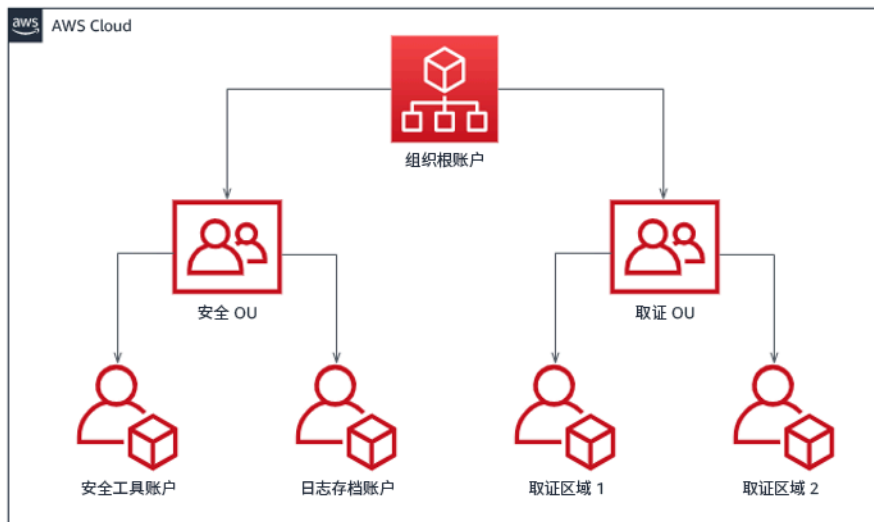 aws
AWS Cloud
组织根账户
安全 OU
取证 OU
安全工具账户
日志存档账户
取证区域 1
取证区域 2